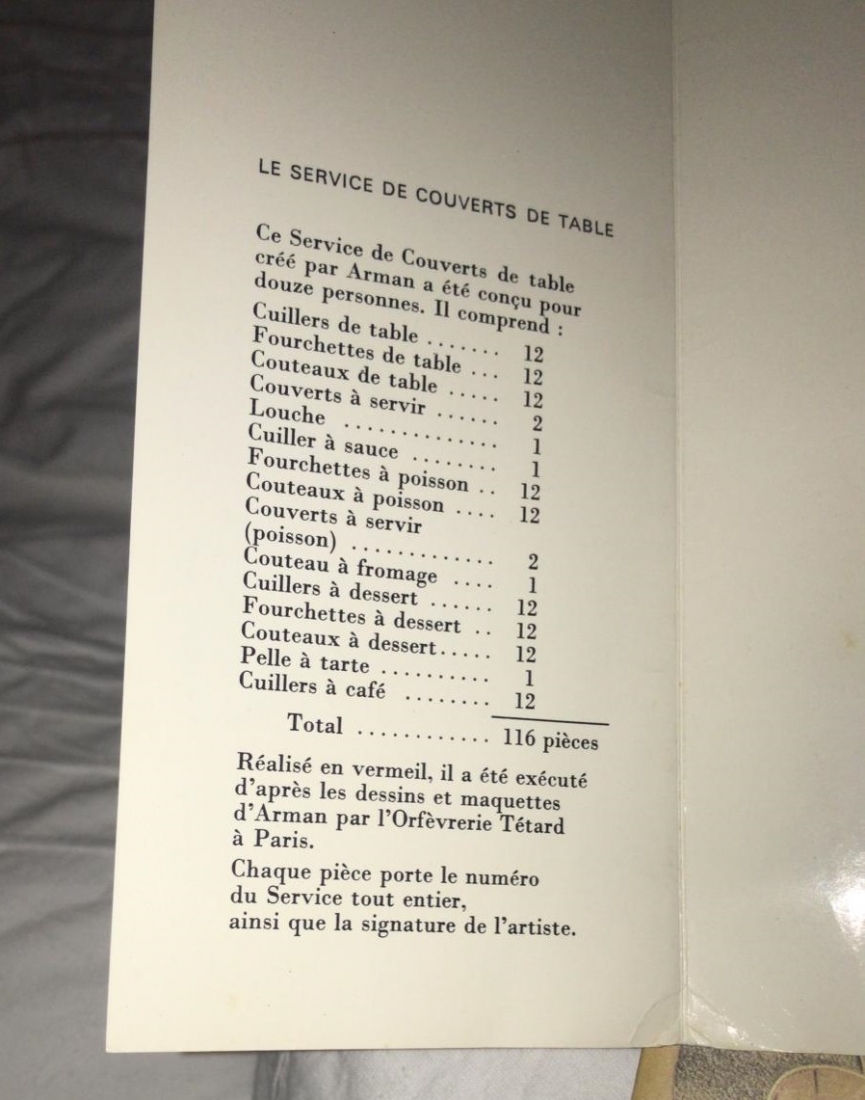 LE SERVICE DE COUVERTS DE TABLE
Ce Service de Couverts de table
créé par Arman a été conçu pour
douze personnes. Il comprend :
Cuillers de table ....... 12
Fourchettes de table ... 12
Couteaux de table ..... 12
Couverts à servir ...... 2
Louche .............. 1
Cuiller à sauce ........ 1
Fourchettes à poisson .. 12
Couteaux à poisson .... 12
Couverts à servir
(poisson) ............. 2
Couteau à fromage .... 1
Cuillers à dessert ...... 12
Fourchettes à dessert .. 12
Couteaux à dessert..... 12
Pelle à tarte .......... 1
Cuillers à café ........ 12
Total ............ 116 pièces
Réalisé en vermeil, il a été exécuté
d'après les dessins et maquettes
d'Arman par l'Orfèvrerie Tétard
à Paris.
Chaque pièce porte le numéro
du Service tout entier,
ainsi que la signature de l'artiste.